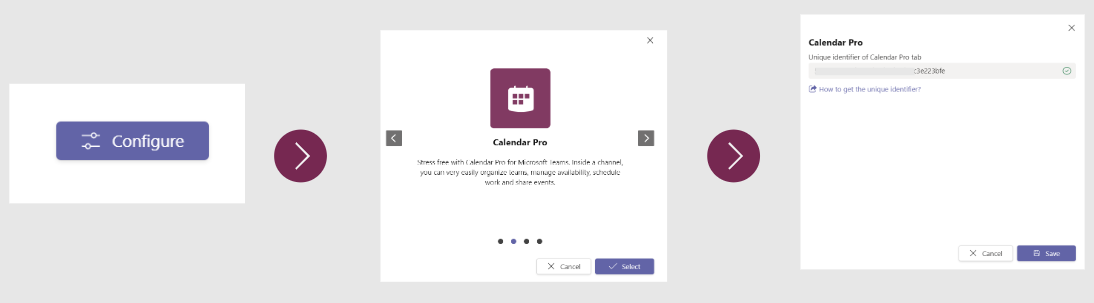 Configure
Calendar Pro
Stress free with Calendar Pro for Microsoft Teams. Inside a channel,
you can very easily organize teams, manage availability, schedule
work and share events.
Cancel
Select
Calendar Pro
Unique identifier of Calendar Pro tab
c3e223bfe
How to get the unique identifier?
Cancel
Save